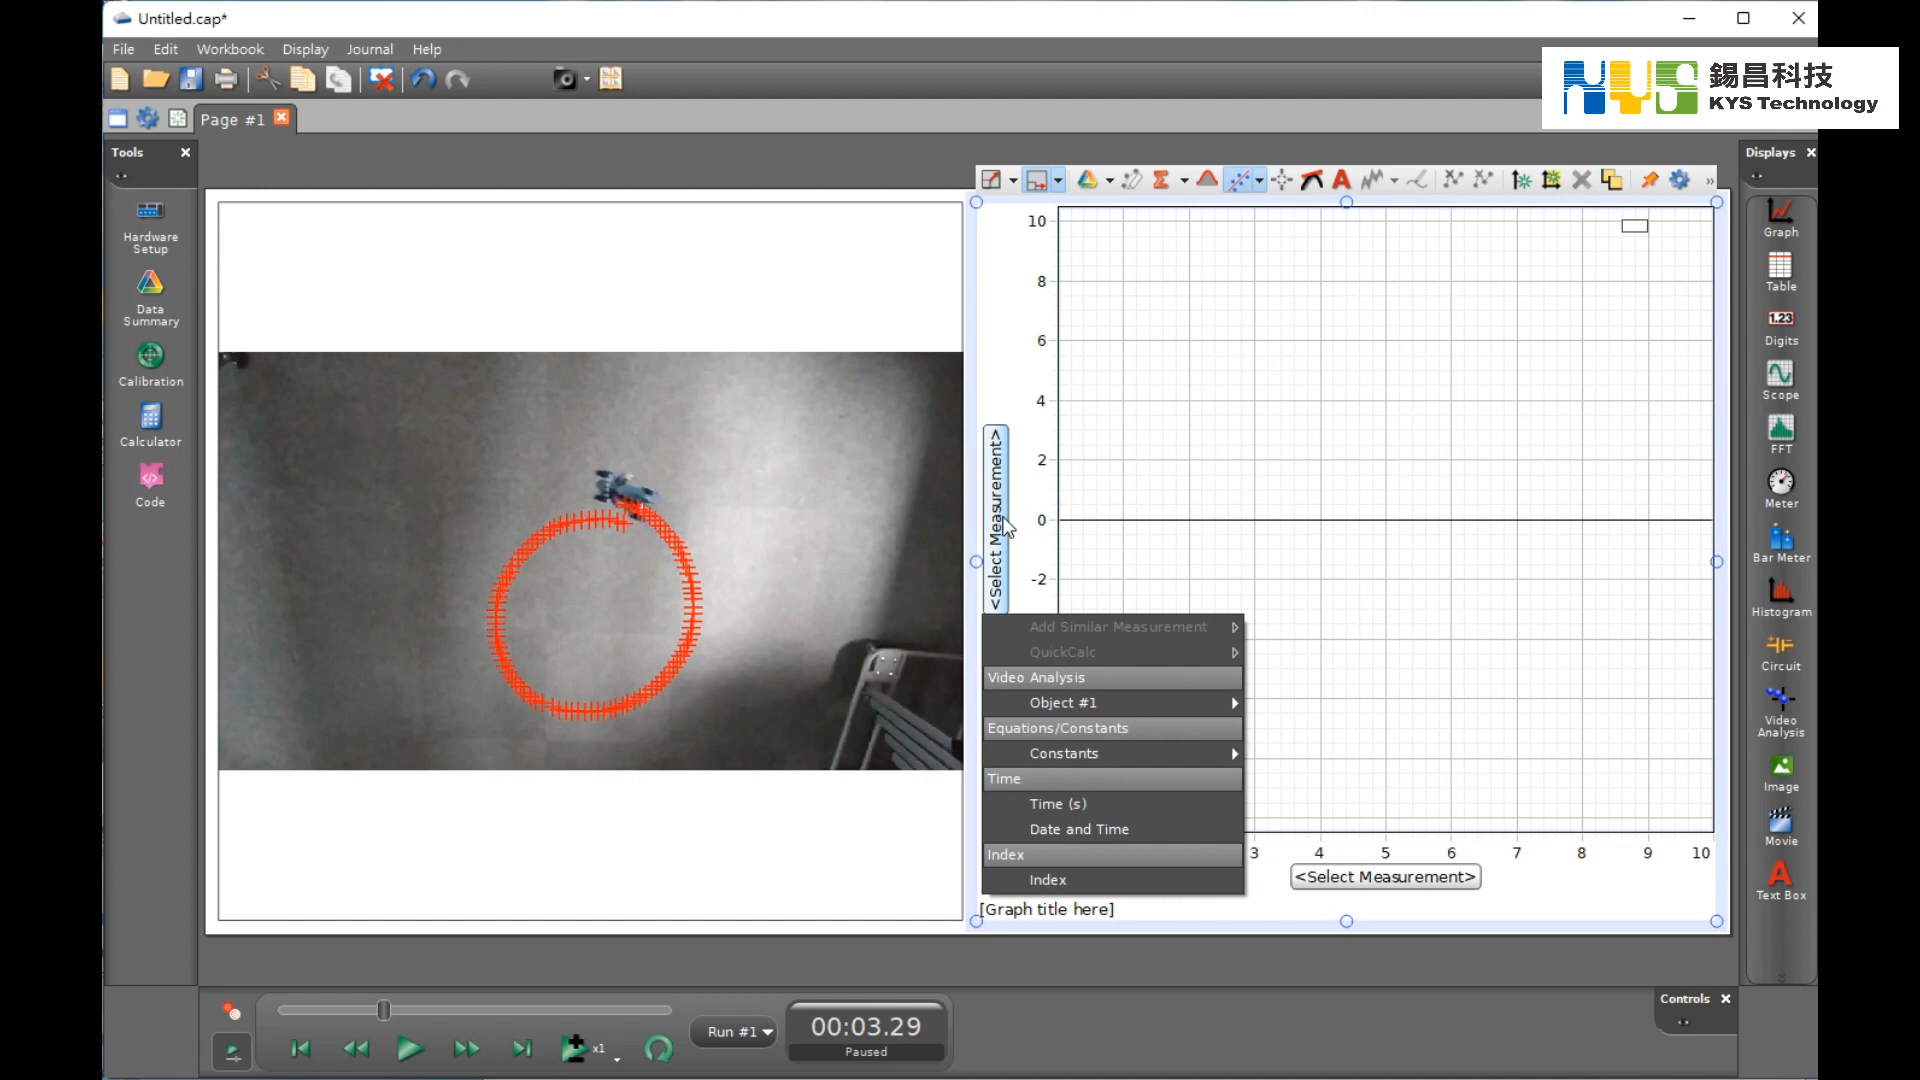 Untitled.cap*
File Edit Workbook Display Journal Help
錫昌科技
KYS Technology
Page #1
Tools
Hardware
Setup
Data
Summary
Calibration
Calculator
Code
10
8
6
4
2
0
-2
<Select Measurement>
Add Similar Measurement
QuickCalc
Video Analysis
Object #1
Equations/Constants
Constants
Time
Time (s)
Date and Time
Index
Index
3 4 5 6 7 8 9 10
<Select Measurement>
[Graph title here]
Displays
Graph
Table
1.23
Digits
Scope
FFT
Meter
Bar Meter
Histogram
Circuit
Video
Analysis
Image
Movie
Text Box
x1
Run #1
00:03.29
Paused
Controls